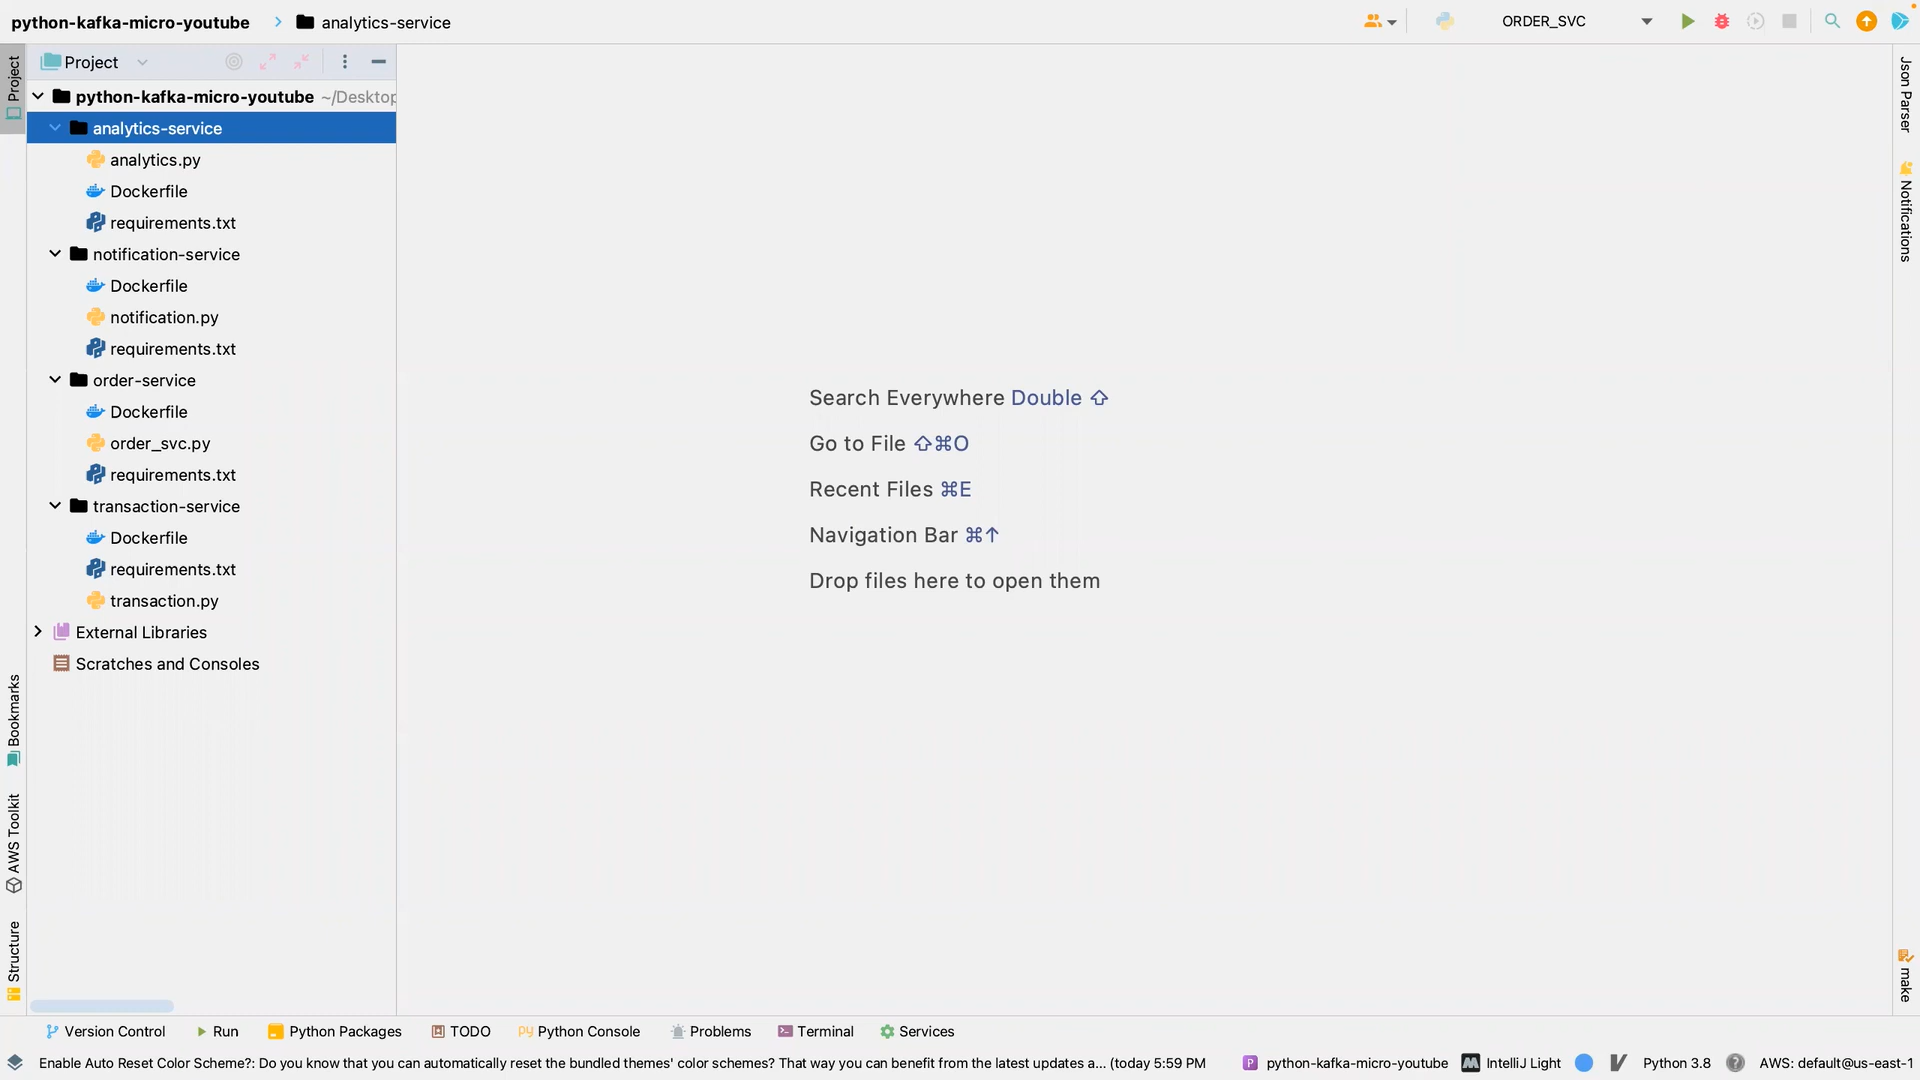 python-kafka-micro-youtube
analytics-service
ORDER_SVC
Project
Project
python-kafka-micro-youtube ~/Desktop
analytics-service
analytics.py
Dockerfile
requirements.txt
notification-service
Dockerfile
notification.py
requirements.txt
order-service
Dockerfile
order_svc.py
requirements.txt
transaction-service
Dockerfile
requirements.txt
transaction.py
External Libraries
Scratches and Consoles
Bookmarks
AWS Toolkit
Structure
Search Everywhere Double ⇧
Go to File ⇧⌘O
Recent Files ⌘E
Navigation Bar ⌘↑
Drop files here to open them
Json Parser
Notifications
make
Version Control
Run
Python Packages
TODO
Python Console
Problems
Terminal
Services
Enable Auto Reset Color Scheme?: Do you know that you can automatically reset the bundled themes' color schemes? That way you can benefit from the latest updates a... (today 5:59 PM
python-kafka-micro-youtube
IntelliJ Light
Python 3.8
AWS: default@us-east-1